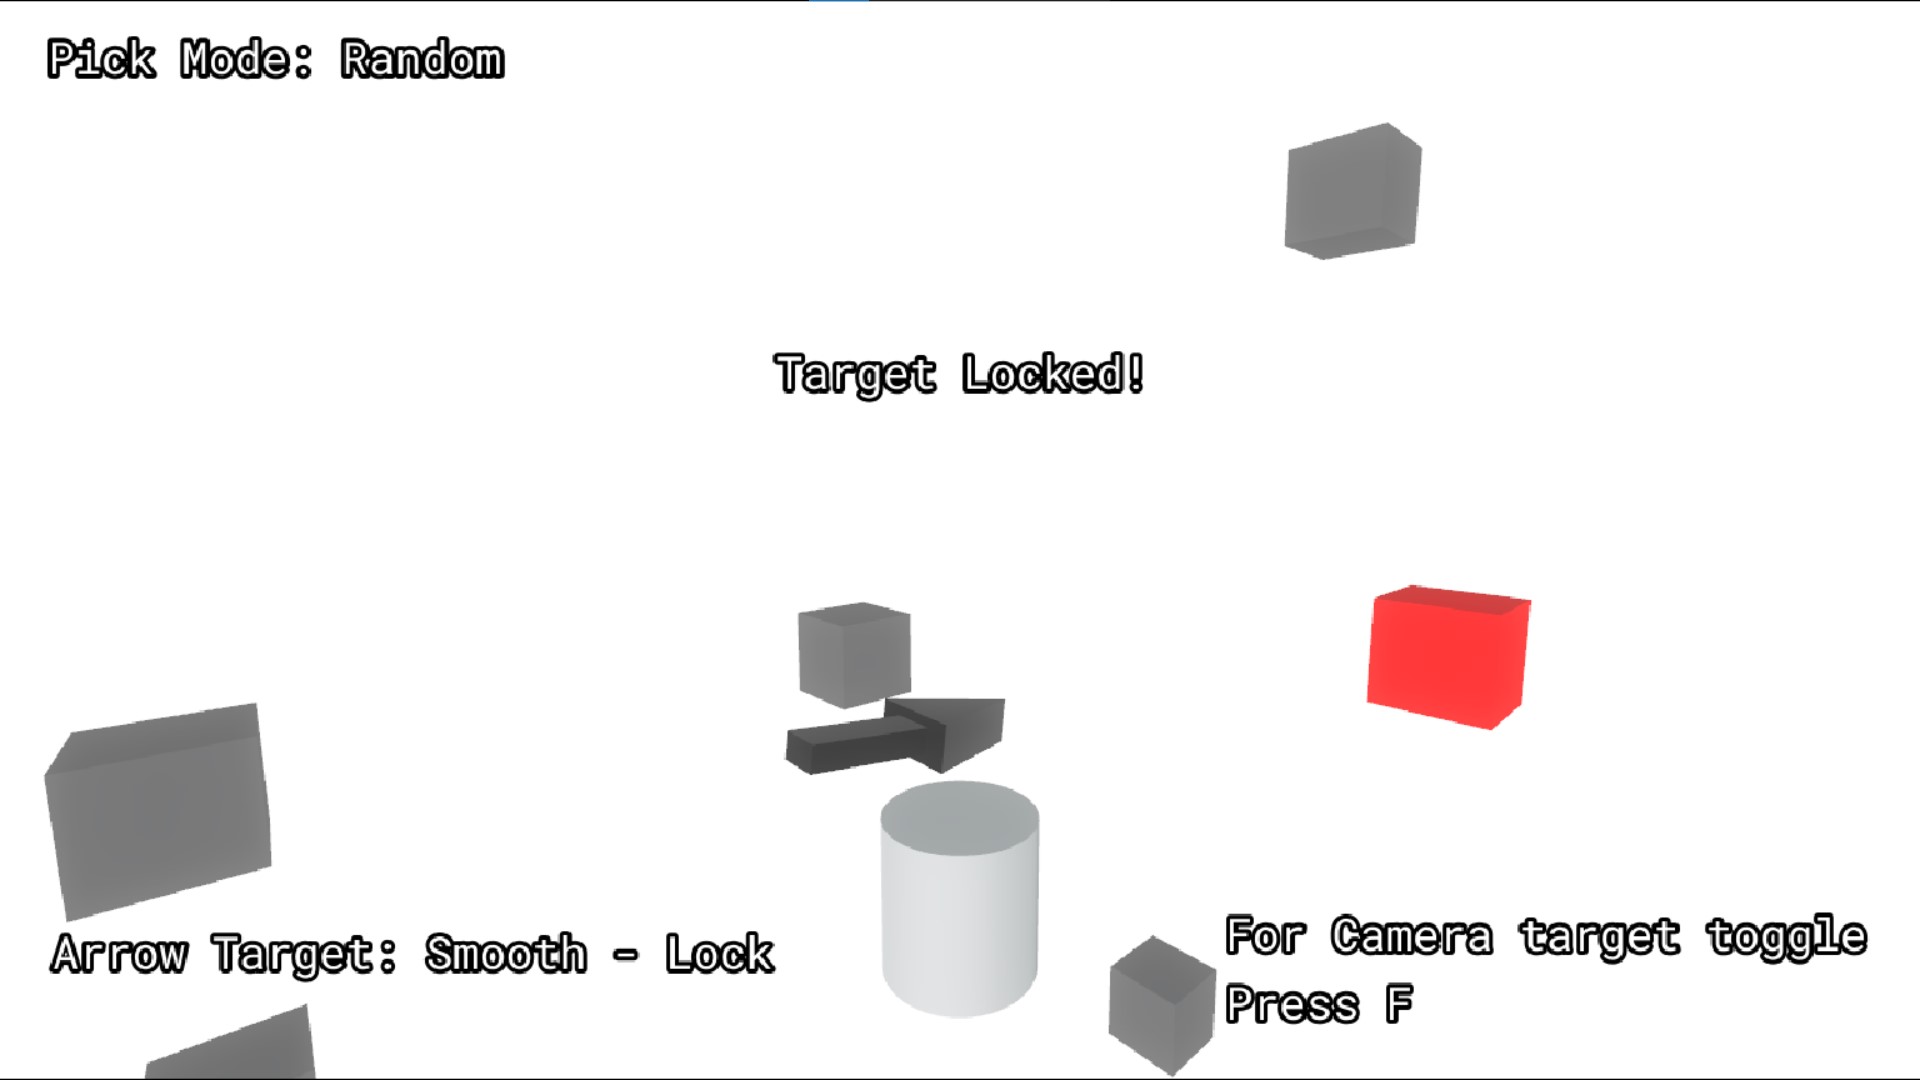 Pick Mode: Random
Target Locked!
Arrow Target: Smooth - Lock
For Camera target toggle
Press F